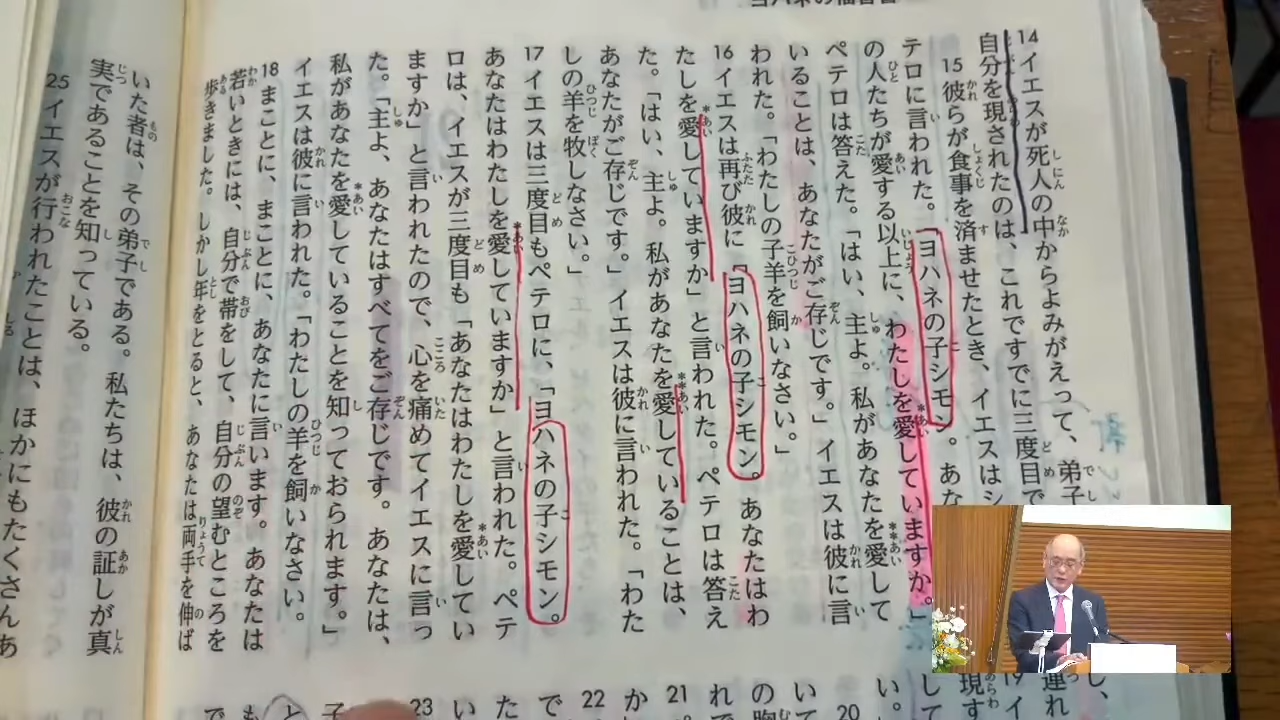 ヨハネの福音書
14 イエスが死人の中からよみがえって、弟子
自分を現されたのは、これですでに三度目で
15 彼らが食事を済ませたとき、イエスはシ
テロに言われた。「ヨハネの子シモン。あな
の人たちが愛する以上に、わたしを*愛していますか。」
ペテロは答えた。「はい、主よ。私があなたを**愛して
いることは、あなたがご存じです。」イエスは彼に言
われた。「わたしの子羊を飼いなさい。」
16 イエスは再び彼に「ヨハネの子シモン。あなたはわ
たしを*愛していますか」と言われた。ペテロは答え
た。「はい、主よ。私があなたを**愛していることは、
あなたがご存じです。」イエスは彼に言われた。「わた
しの羊を牧しなさい。」
17 イエスは三度目もペテロに、「ヨハネの子シモン。
あなたはわたしを*愛していますか」と言われた。ペテ
ロは、イエスが三度目も「あなたはわたしを**愛してい
ますか」と言われたので、心を痛めてイエスに言っ
た。「主よ、あなたはすべてをご存じです。あなたは、
私があなたを*愛していることを知っておられます。」
イエスは彼に言われた。「わたしの羊を飼いなさい。
18 まことに、まことに、あなたに言います。あなたは
若いときには、自分で帯をして、自分の望むところを
歩きました。しかし年をとると、あなたは両手を伸ば
し、
連れ
現す
19 イ
して
い。
20
いて
の胸
れで
21
か
22
で
た
い
23
子
と
も
で
いた者は、その弟子である。私たちは、彼の証しが真
実であることを知っている。
25 イエスが行われたことは、ほかにもたくさんあ